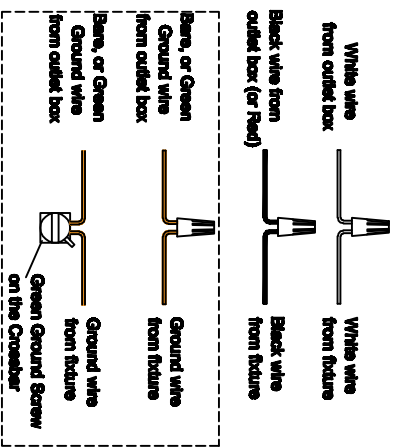 White wire
from outlet box
White wire
from fixture
Black wire from
outlet box (or Red)
Black wire
from fixture
Bare, or Green
Ground wire
from outlet box
Ground wire
from fixture
Bare, or Green
Ground wire
from outlet box
Ground wire
from fixture
Green Ground Screw
on the Crossbar